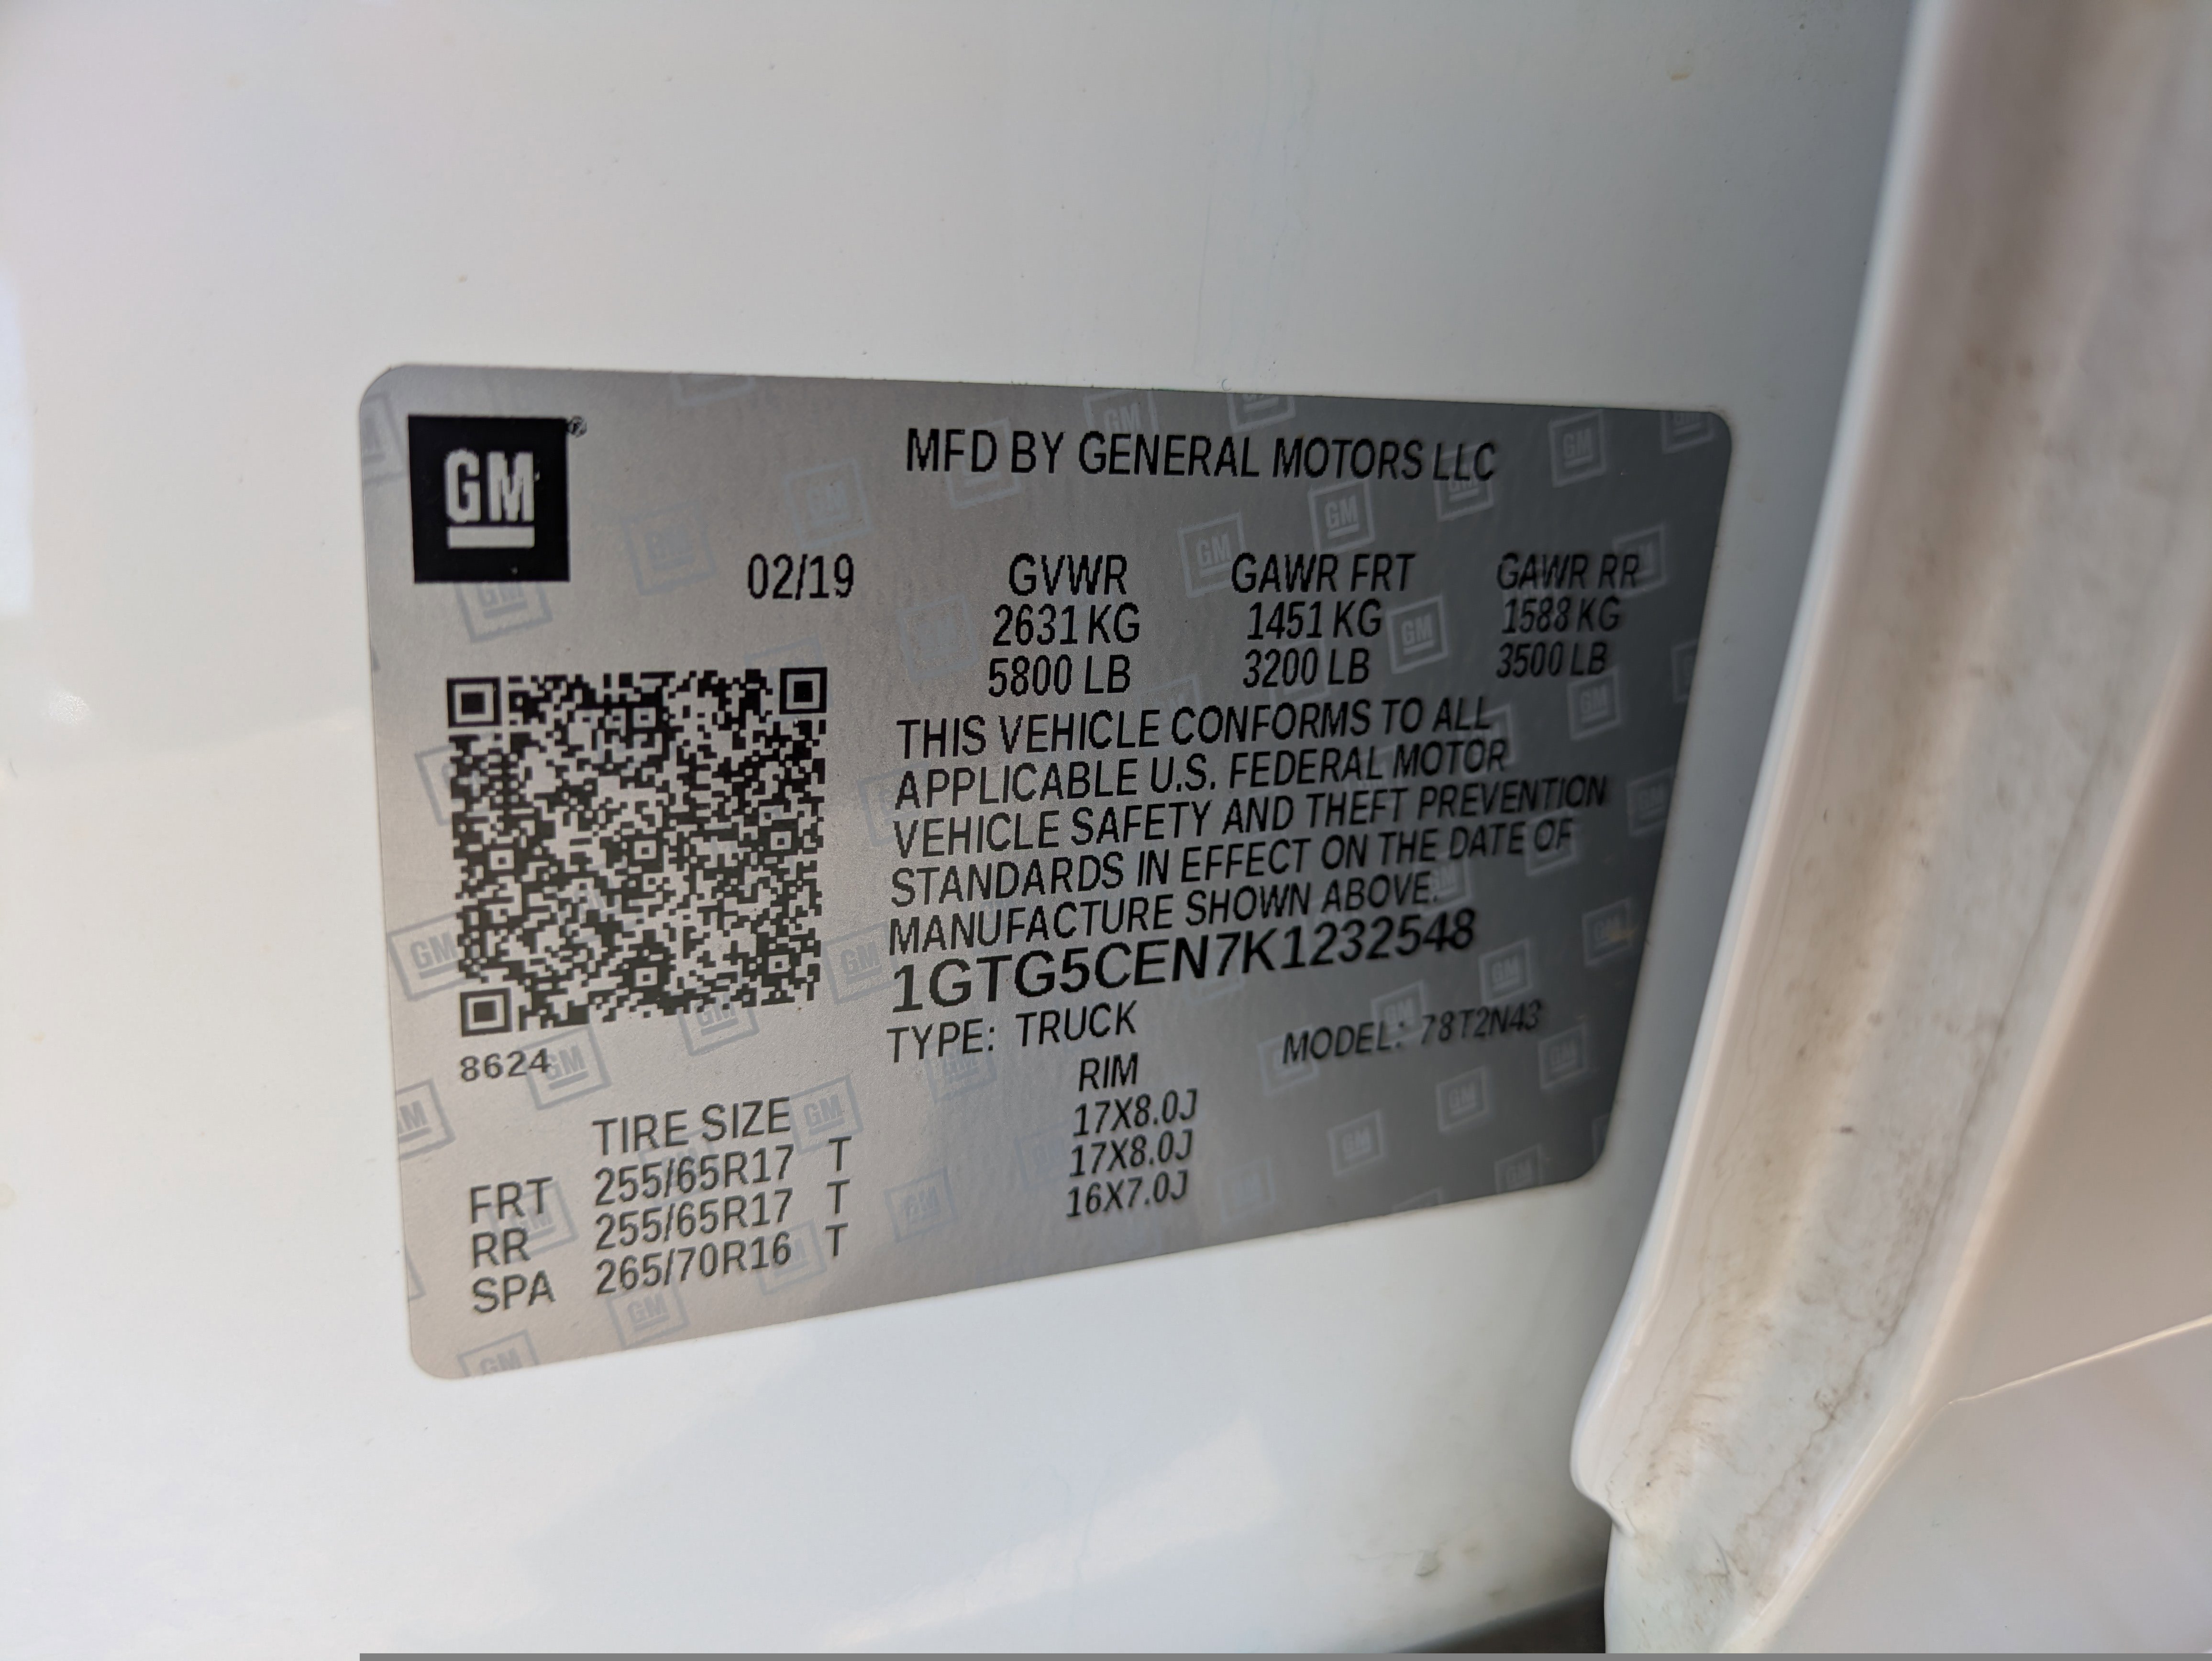 GM ®
MFD BY GENERAL MOTORS LLC
02/19 GVWR GAWR FRT GAWR RR
2631 KG 1451 KG 1588 KG
5800 LB 3200 LB 3500 LB
THIS VEHICLE CONFORMS TO ALL
APPLICABLE U.S. FEDERAL MOTOR
VEHICLE SAFETY AND THEFT PREVENTION
STANDARDS IN EFFECT ON THE DATE OF
MANUFACTURE SHOWN ABOVE.
1GTG5CEN7K1232548
TYPE: TRUCK MODEL: 78T2N43
8624
TIRE SIZE RIM
FRT 255/65R17 T 17X8.0J
RR 255/65R17 T 17X8.0J
SPA 265/70R16 T 16X7.0J